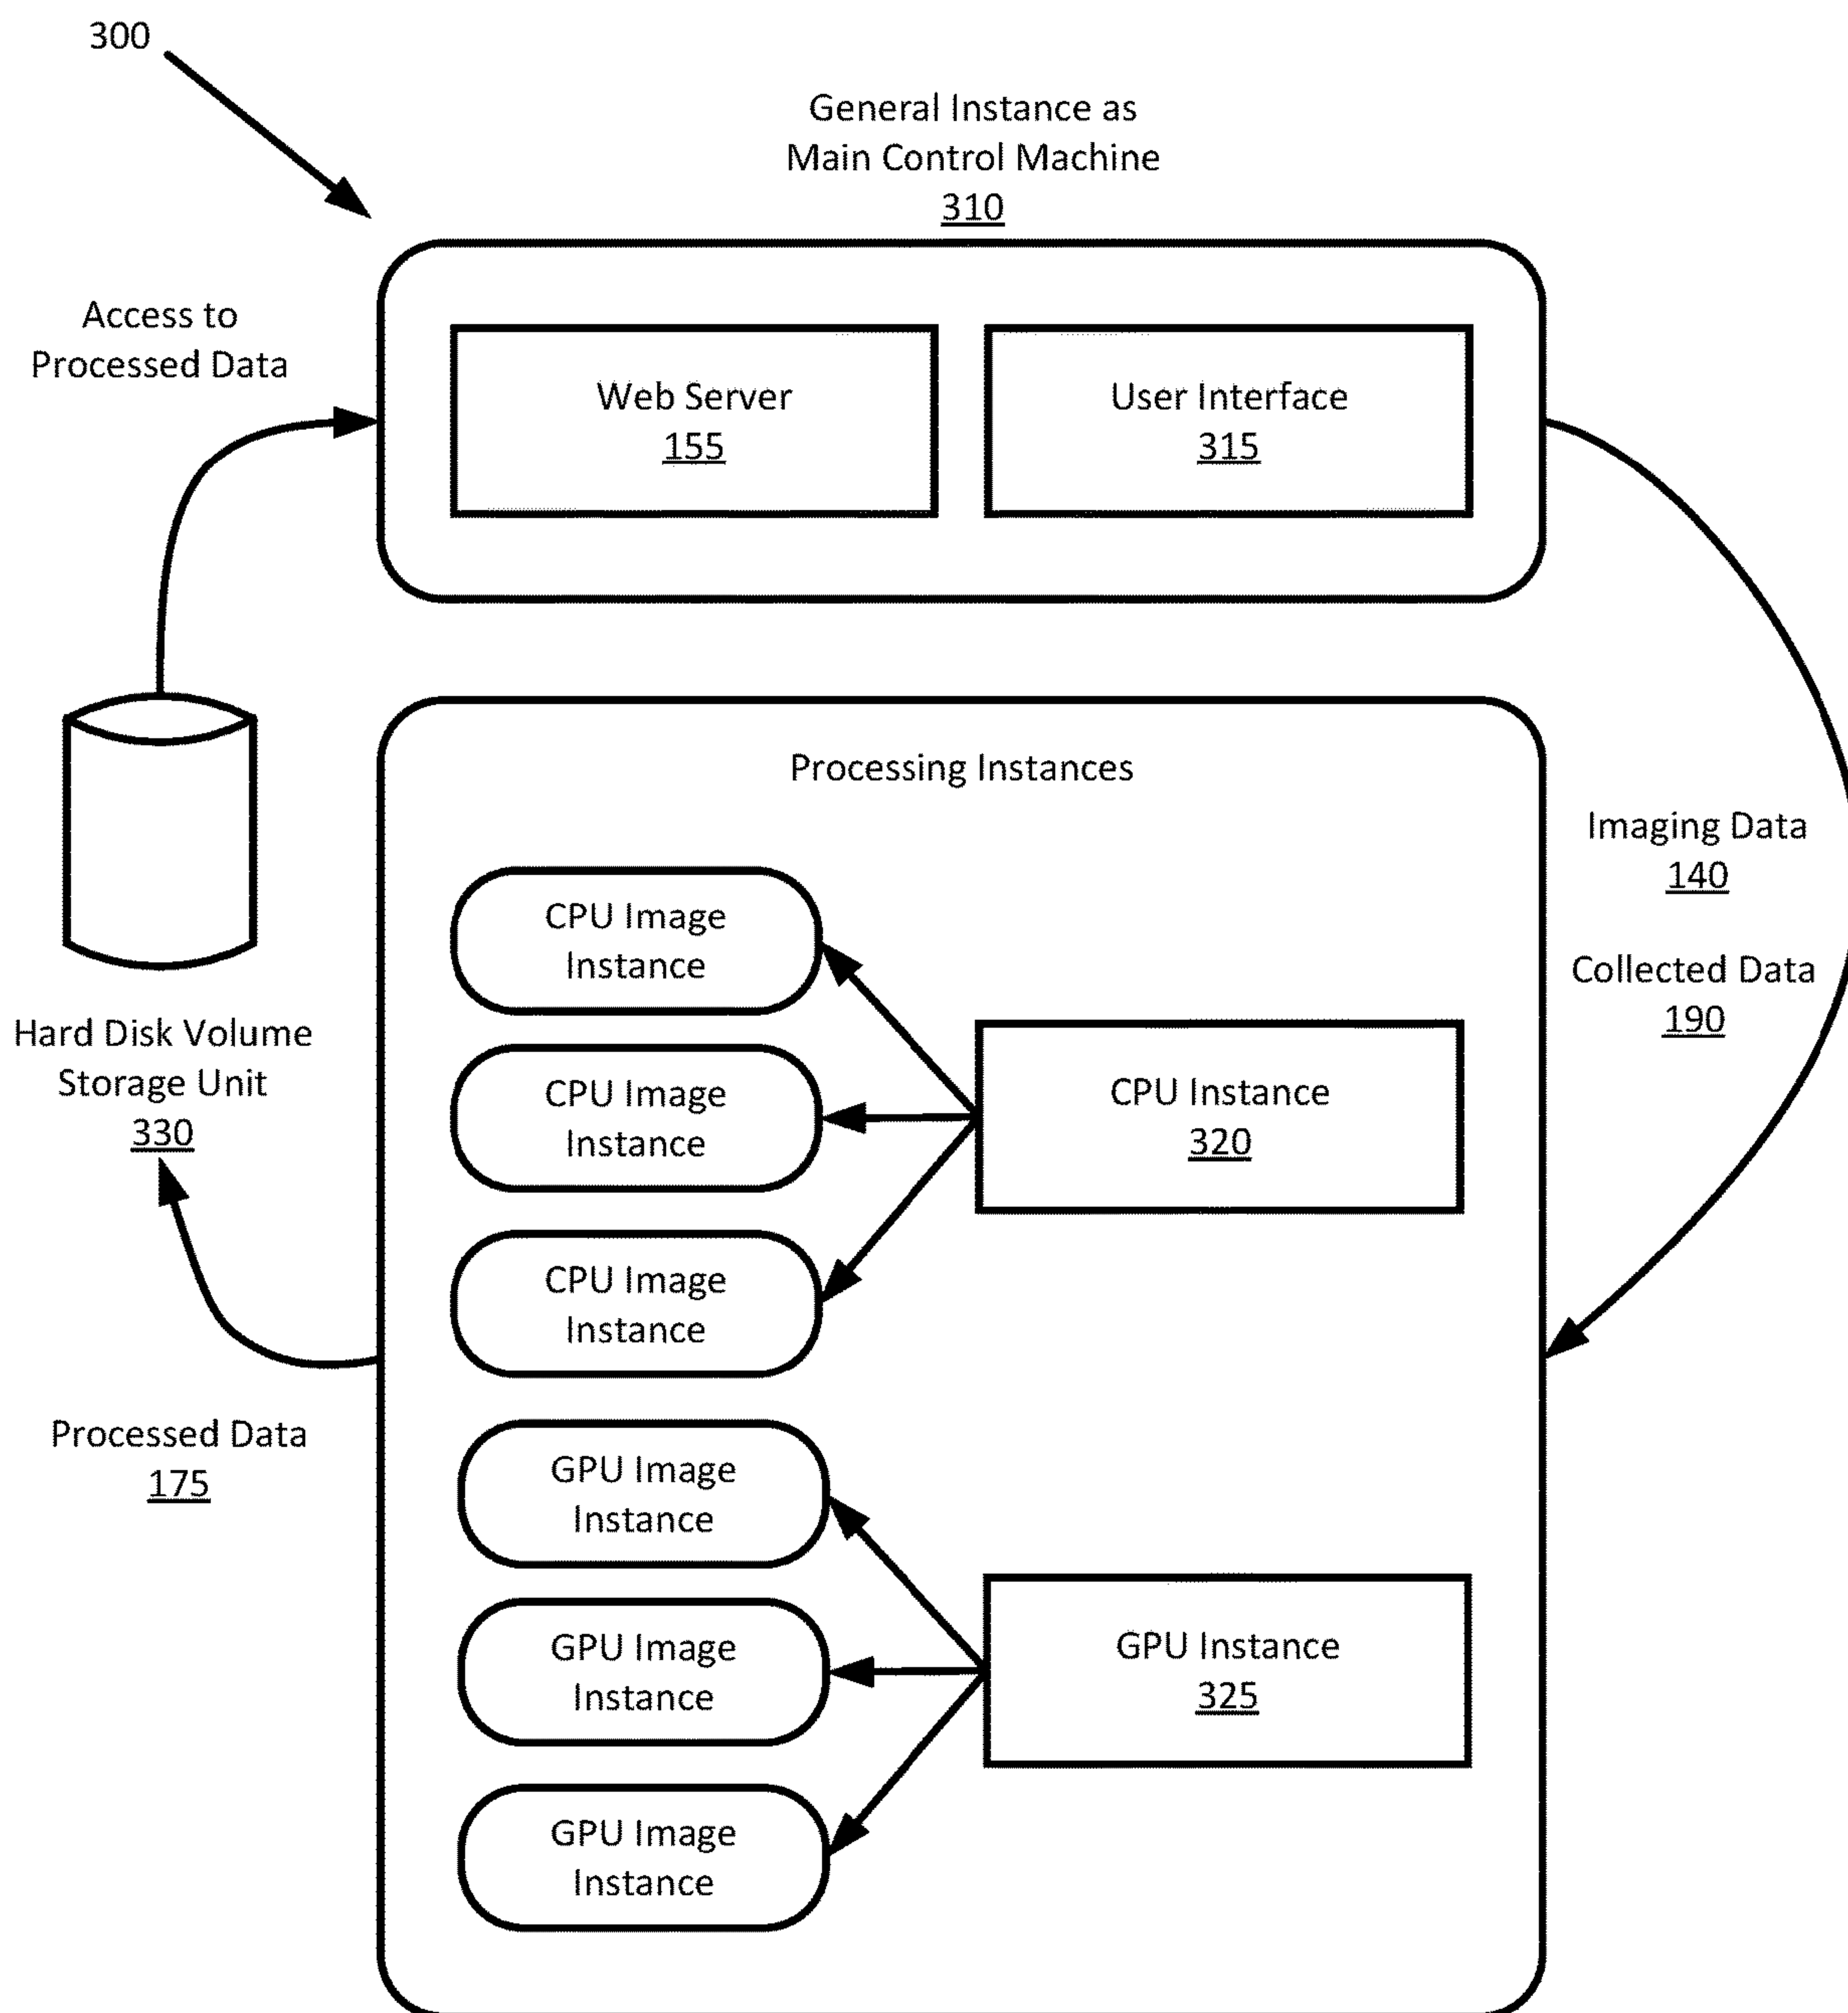 300
General Instance as
Main Control Machine
310
Access to
Processed Data
Web Server
155
User Interface
315
Processing Instances
Imaging Data
140
Collected Data
190
CPU Image
Instance
CPU Image
Instance
CPU Image
Instance
CPU Instance
320
Hard Disk Volume
Storage Unit
330
Processed Data
175
GPU Image
Instance
GPU Image
Instance
GPU Image
Instance
GPU Instance
325